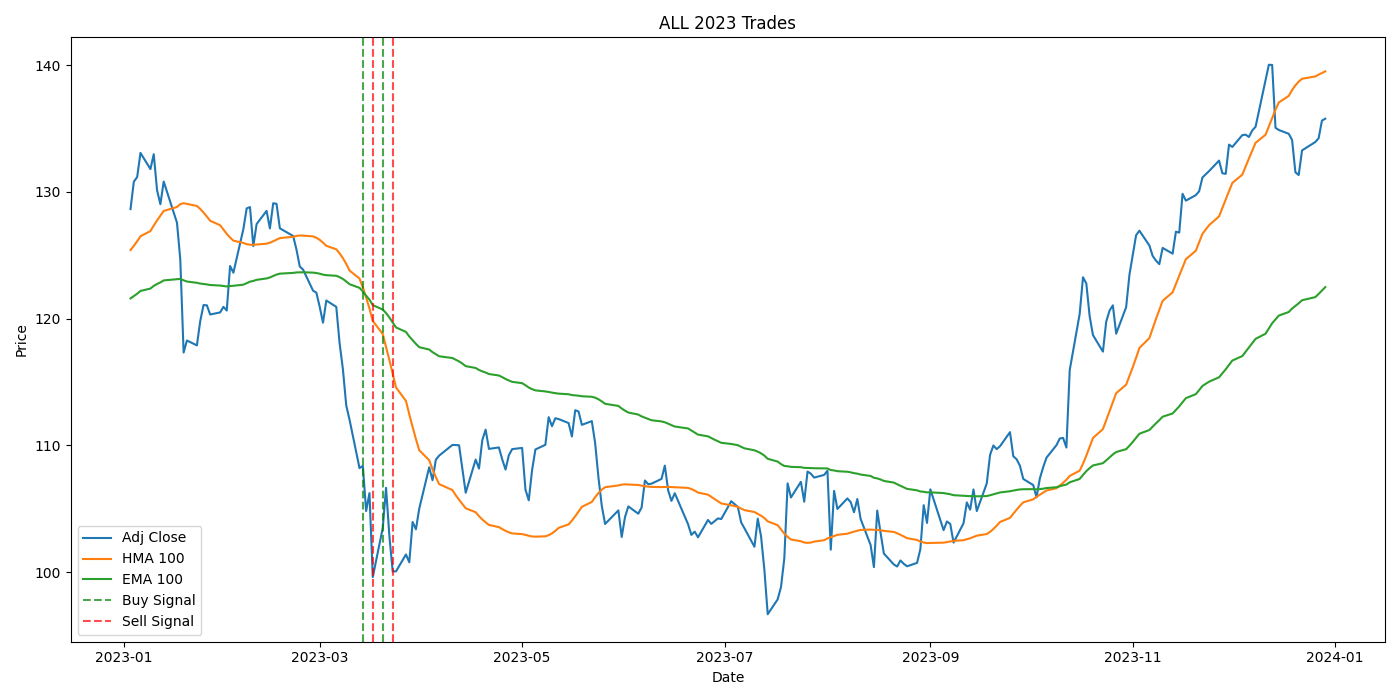 ALL 2023 Trades
Price
140
130
120
110
100
Adj Close
HMA 100
EMA 100
Buy Signal
Sell Signal
2023-01
2023-03
2023-05
2023-07
2023-09
2023-11
2024-01
Date